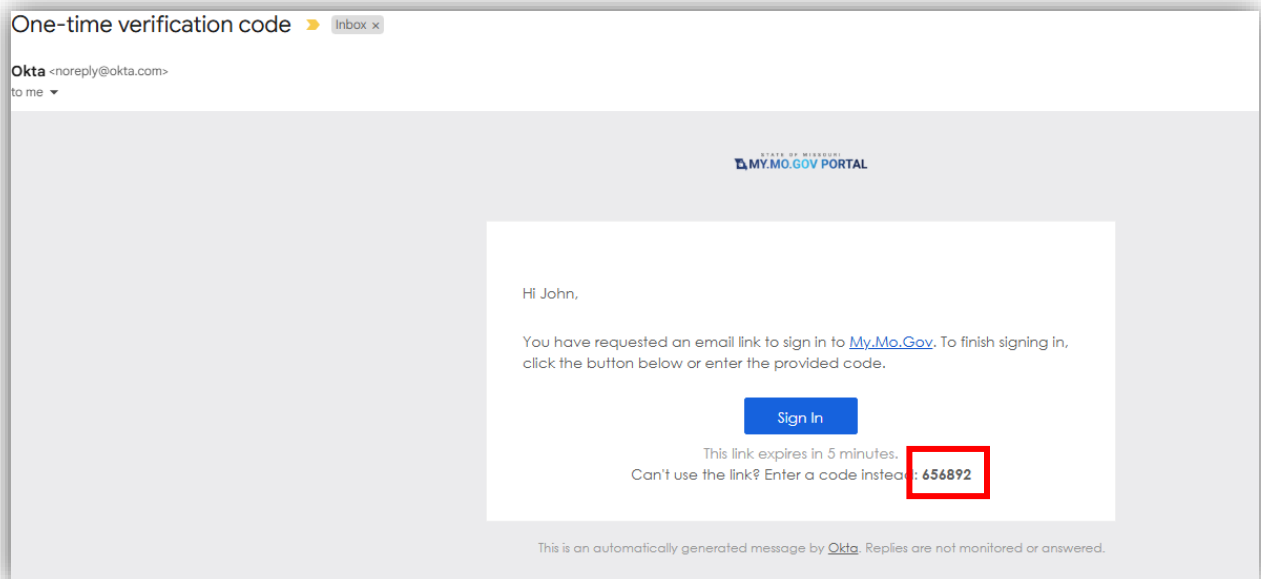 One-time verification code Inbox x
Okta <noreply@okta.com>
to me
STATE OF MISSOURI
MY.MO.GOV PORTAL
Hi John,
You have requested an email link to sign in to My.Mo.Gov. To finish signing in,
click the button below or enter the provided code.
Sign In
This link expires in 5 minutes.
Can't use the link? Enter a code instead: 656892
This is an automatically generated message by Okta. Replies are not monitored or answered.